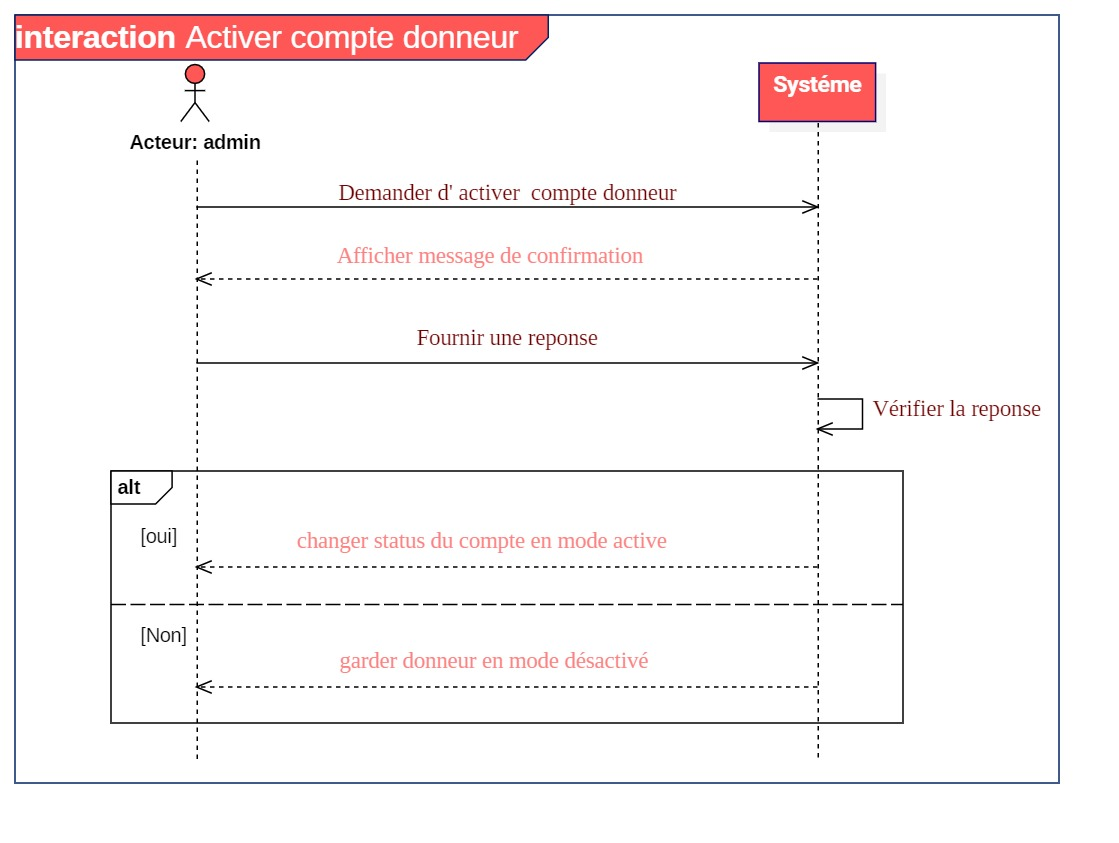 interaction Activer compte donneur
Systéme
Acteur: admin
Demander d' activer  compte donneur
Afficher message de confirmation
Fournir une reponse
Vérifier la reponse
alt
[oui]
changer status du compte en mode active
[Non]
garder donneur en mode désactivé